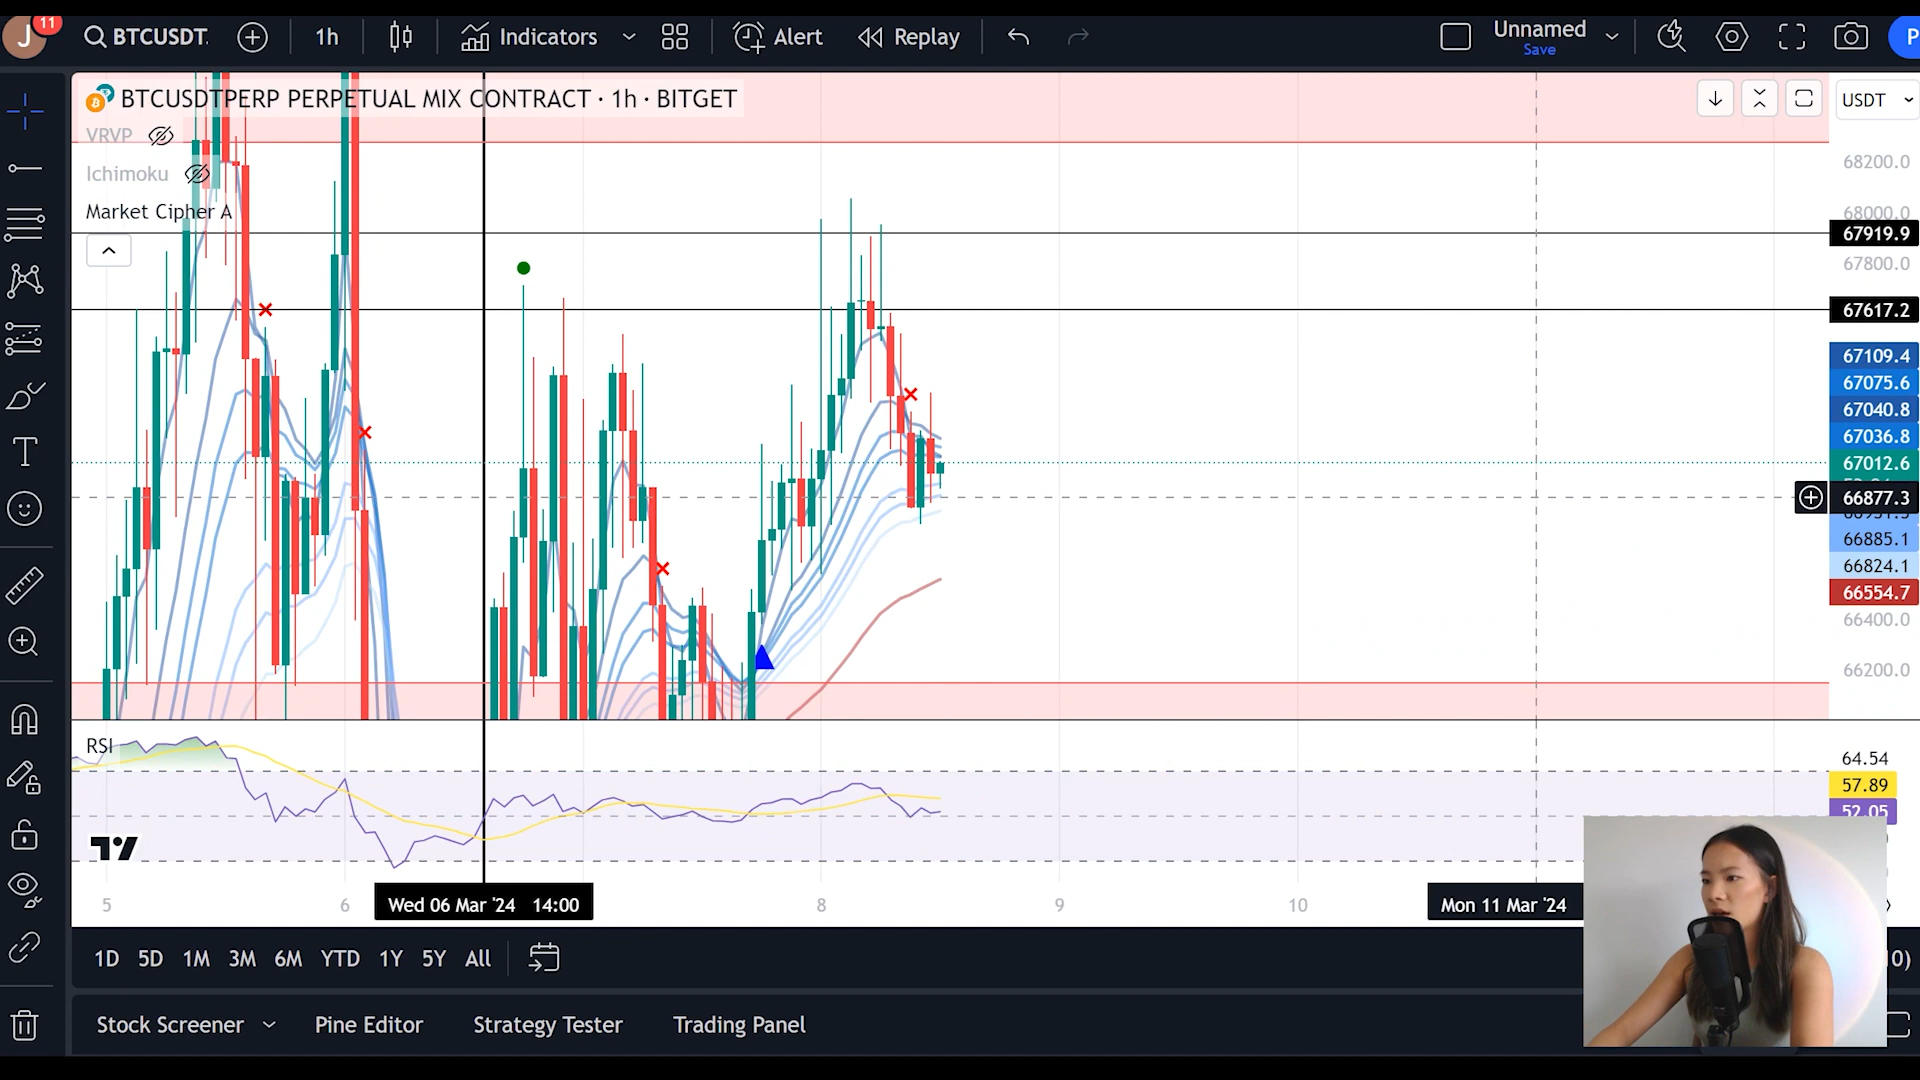 J
11
BTCUSDT.
1h
Indicators
Alert
Replay
Unnamed
Save
P
BTCUSDTPERP PERPETUAL MIX CONTRACT · 1h · BITGET
VRVP
Ichimoku
Market Cipher A
USDT
68200.0
68000.0
67919.9
67800.0
67617.2
67109.4
67075.6
67040.8
67036.8
67012.6
66877.3
66885.1
66824.1
66554.7
66400.0
66200.0
RSI
64.54
57.89
52.05
5
6
Wed 06 Mar '24 14:00
8
9
10
Mon 11 Mar '24
1D 5D 1M 3M 6M YTD 1Y 5Y All
Stock Screener
Pine Editor
Strategy Tester
Trading Panel